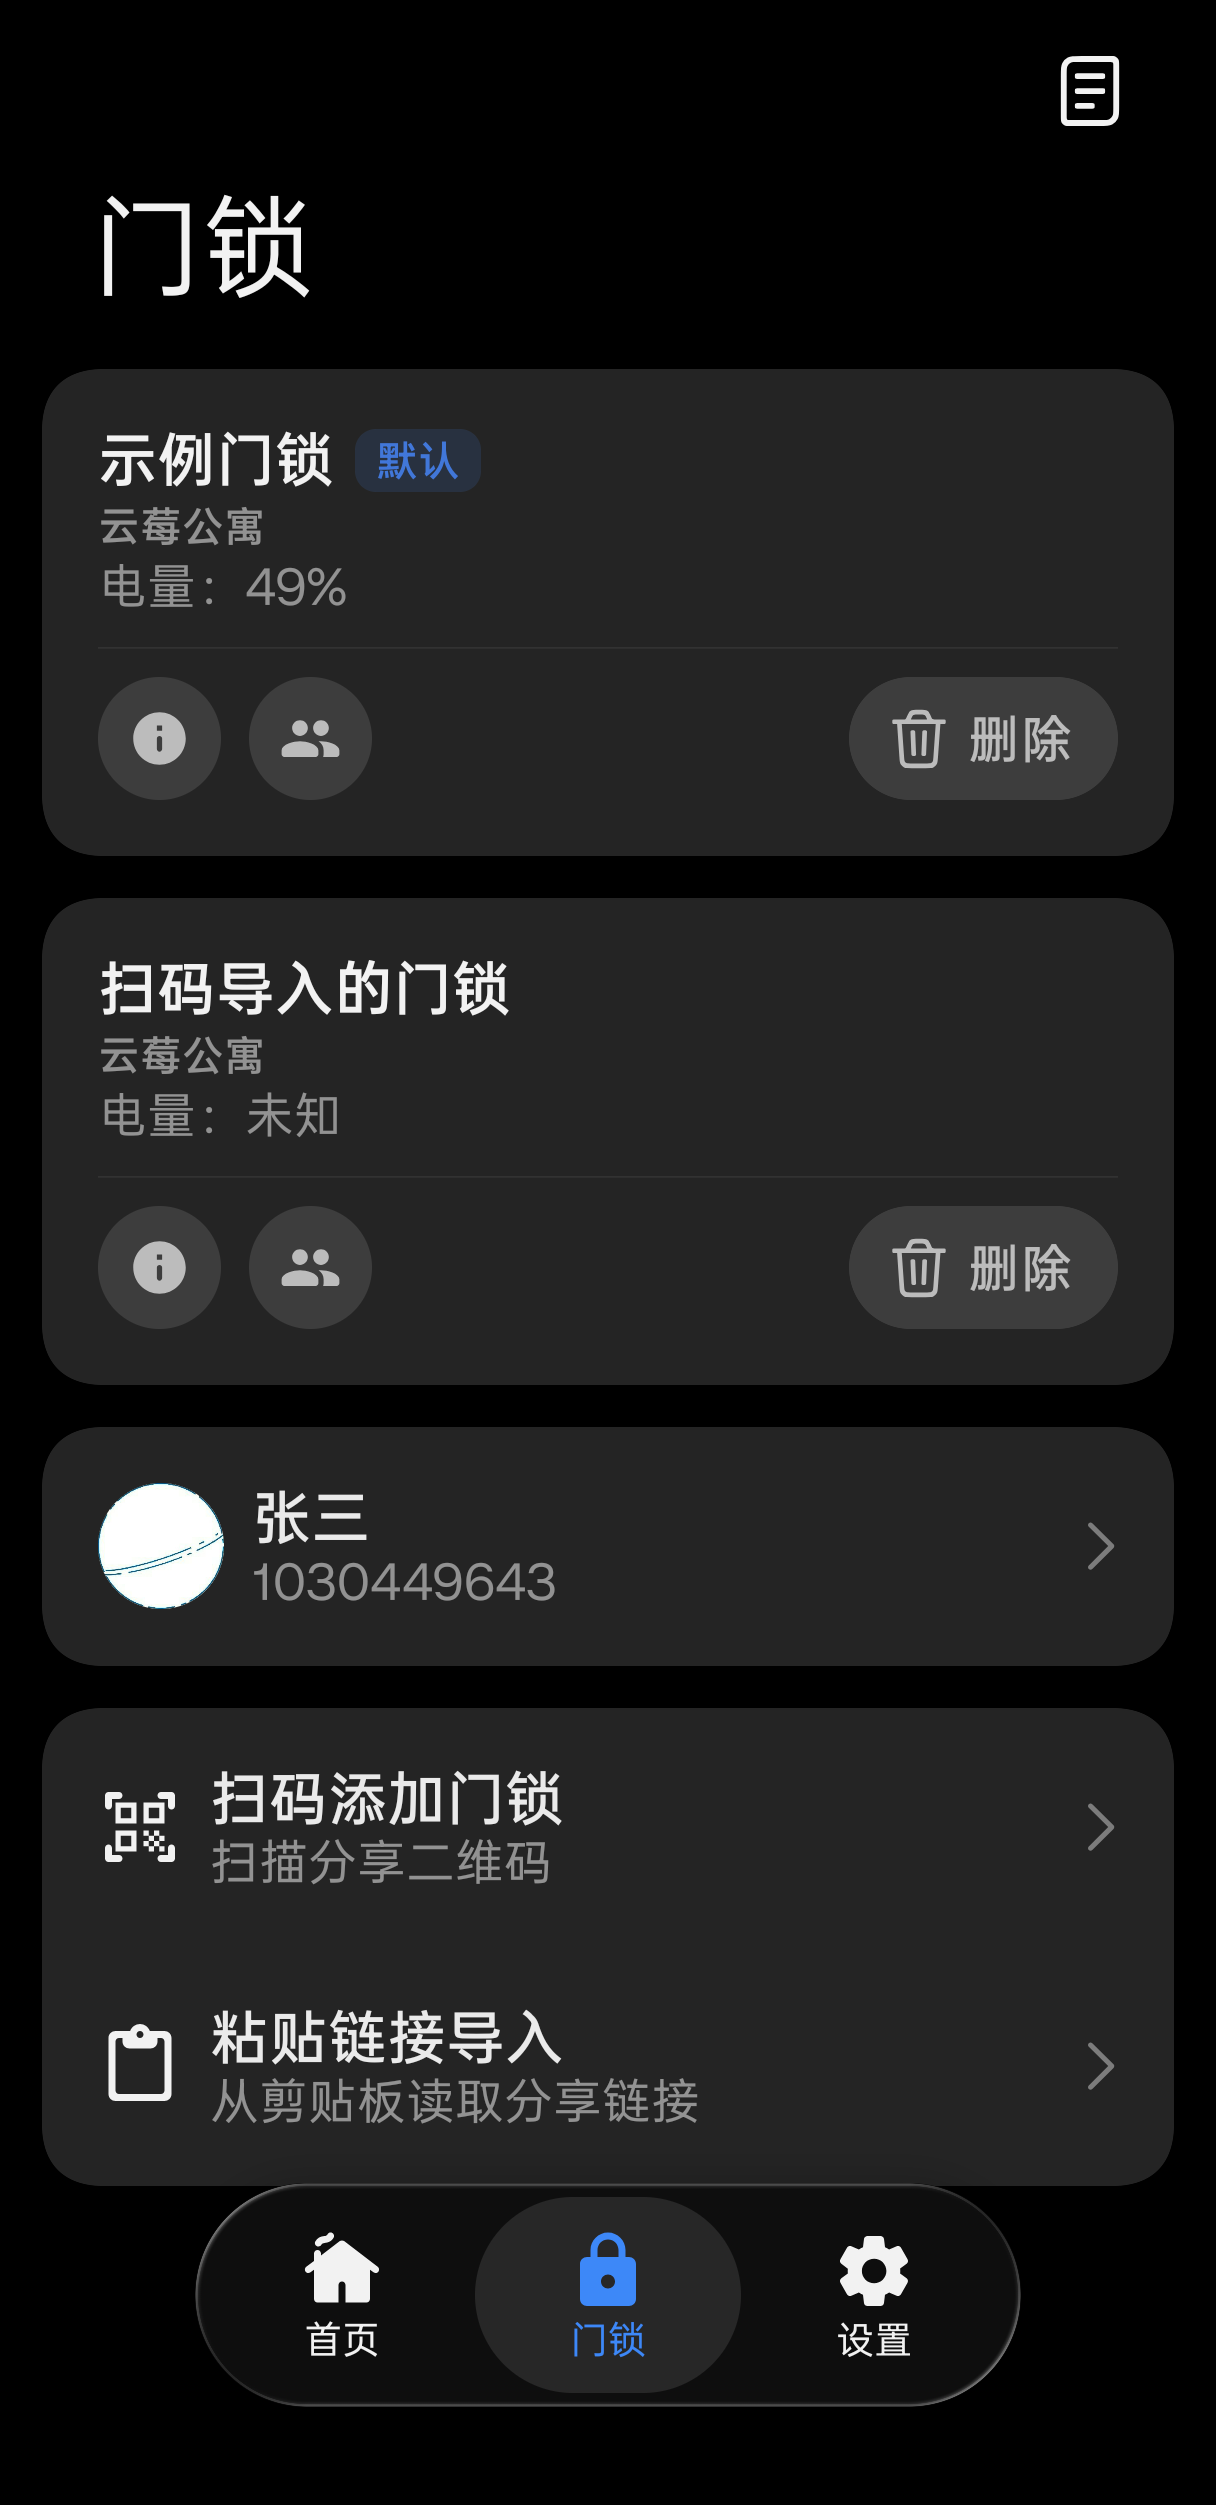 门锁
示例门锁 默认
云莓公寓
电量：49%
删除
扫码导入的门锁
云莓公寓
电量：未知
删除
张三
1030449643
扫码添加门锁
扫描分享二维码
粘贴链接导入
从剪贴板读取分享链接
首页 门锁 设置